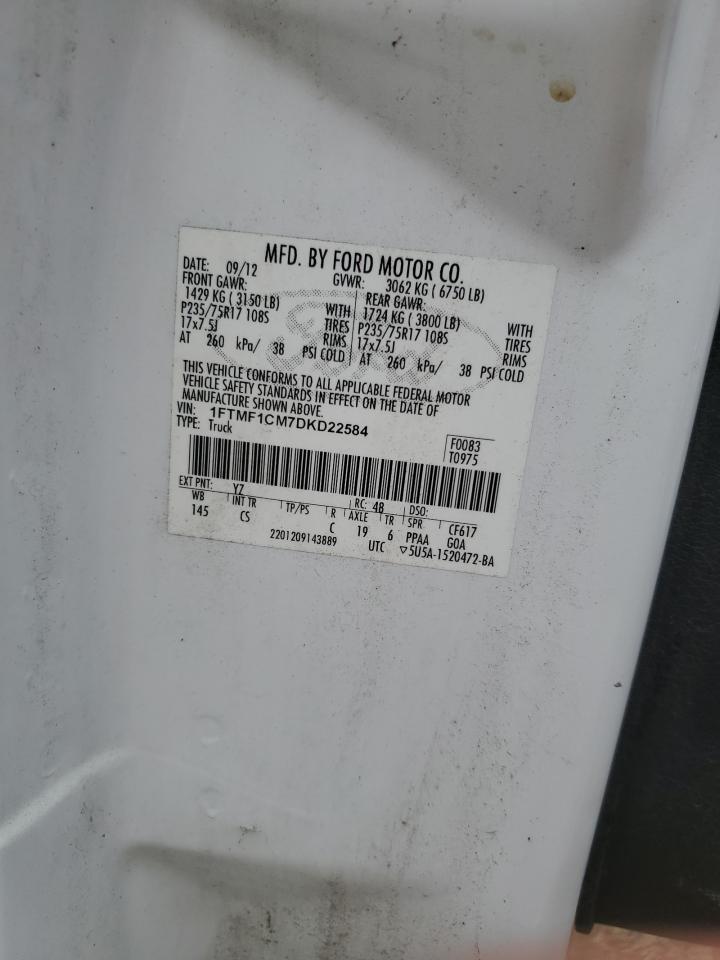 MFD. BY FORD MOTOR CO.
DATE: 09/12 GVWR: 3062 KG ( 6750 LB)
FRONT GAWR: REAR GAWR:
1429 KG ( 3150 LB) WITH 1724 KG ( 3800 LB) WITH
P235/75R17 108S TIRES P235/75R17 108S TIRES
17x7.5J RIMS 17x7.5J RIMS
AT 260 kPa/ 38 PSI COLD AT 260 kPa/ 38 PSI COLD
THIS VEHICLE CONFORMS TO ALL APPLICABLE FEDERAL MOTOR
VEHICLE SAFETY STANDARDS IN EFFECT ON THE DATE OF
MANUFACTURE SHOWN ABOVE.
VIN: 1FTMF1CM7DKD22584
TYPE: Truck
F0083
T0975
EXT PNT: YZ RC: 48 DSO:
WB INT TR TP/PS R AXLE TR SPR CF617
145 CS C 19 6 PPAA GOA
2201209143889 UTC ▽5U5A-1520472-BA